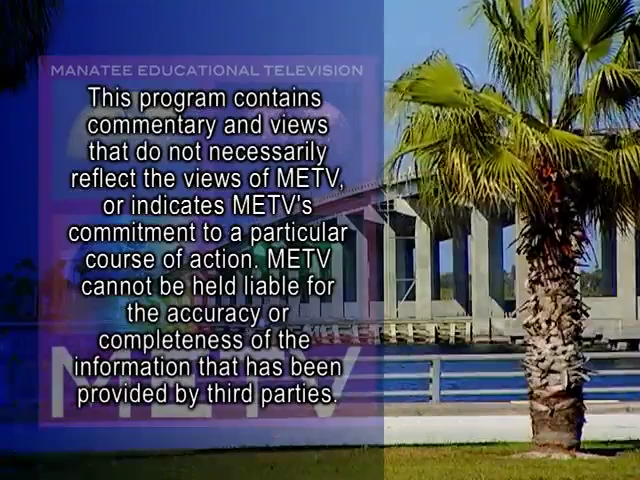 MANATEE EDUCATIONAL TELEVISION
This program contains
commentary and views
that do not necessarily
reflect the views of METV,
or indicates METV's
commitment to a particular
course of action. METV
cannot be held liable for
the accuracy or
completeness of the
information that has been
provided by third parties.
METV